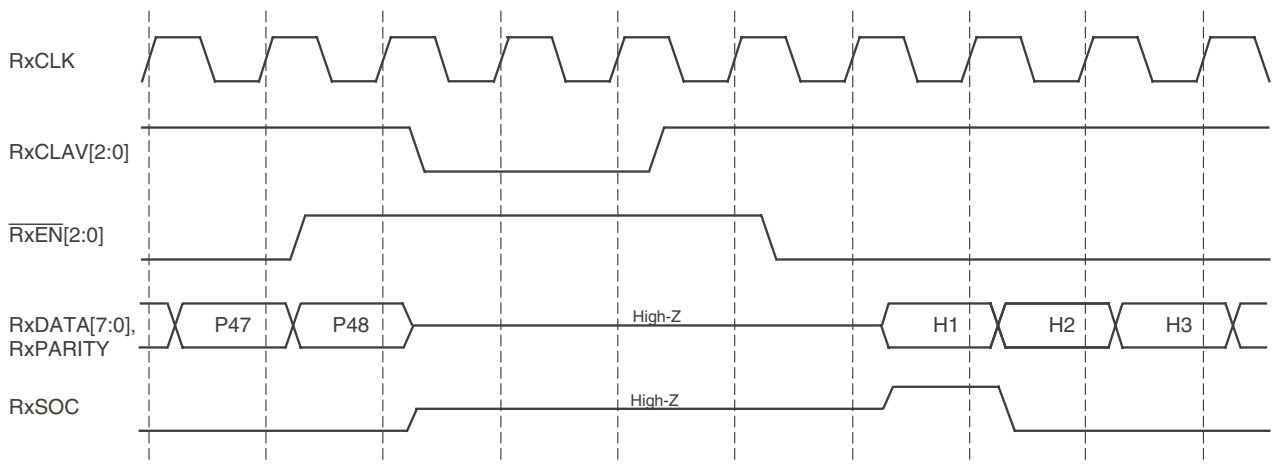 RxCLK
RxCLAV[2:0]
RxEN[2:0]
RxDATA[7:0],
RxPARITY
P47 P48 High-Z H1 H2 H3
RxSOC
High-Z